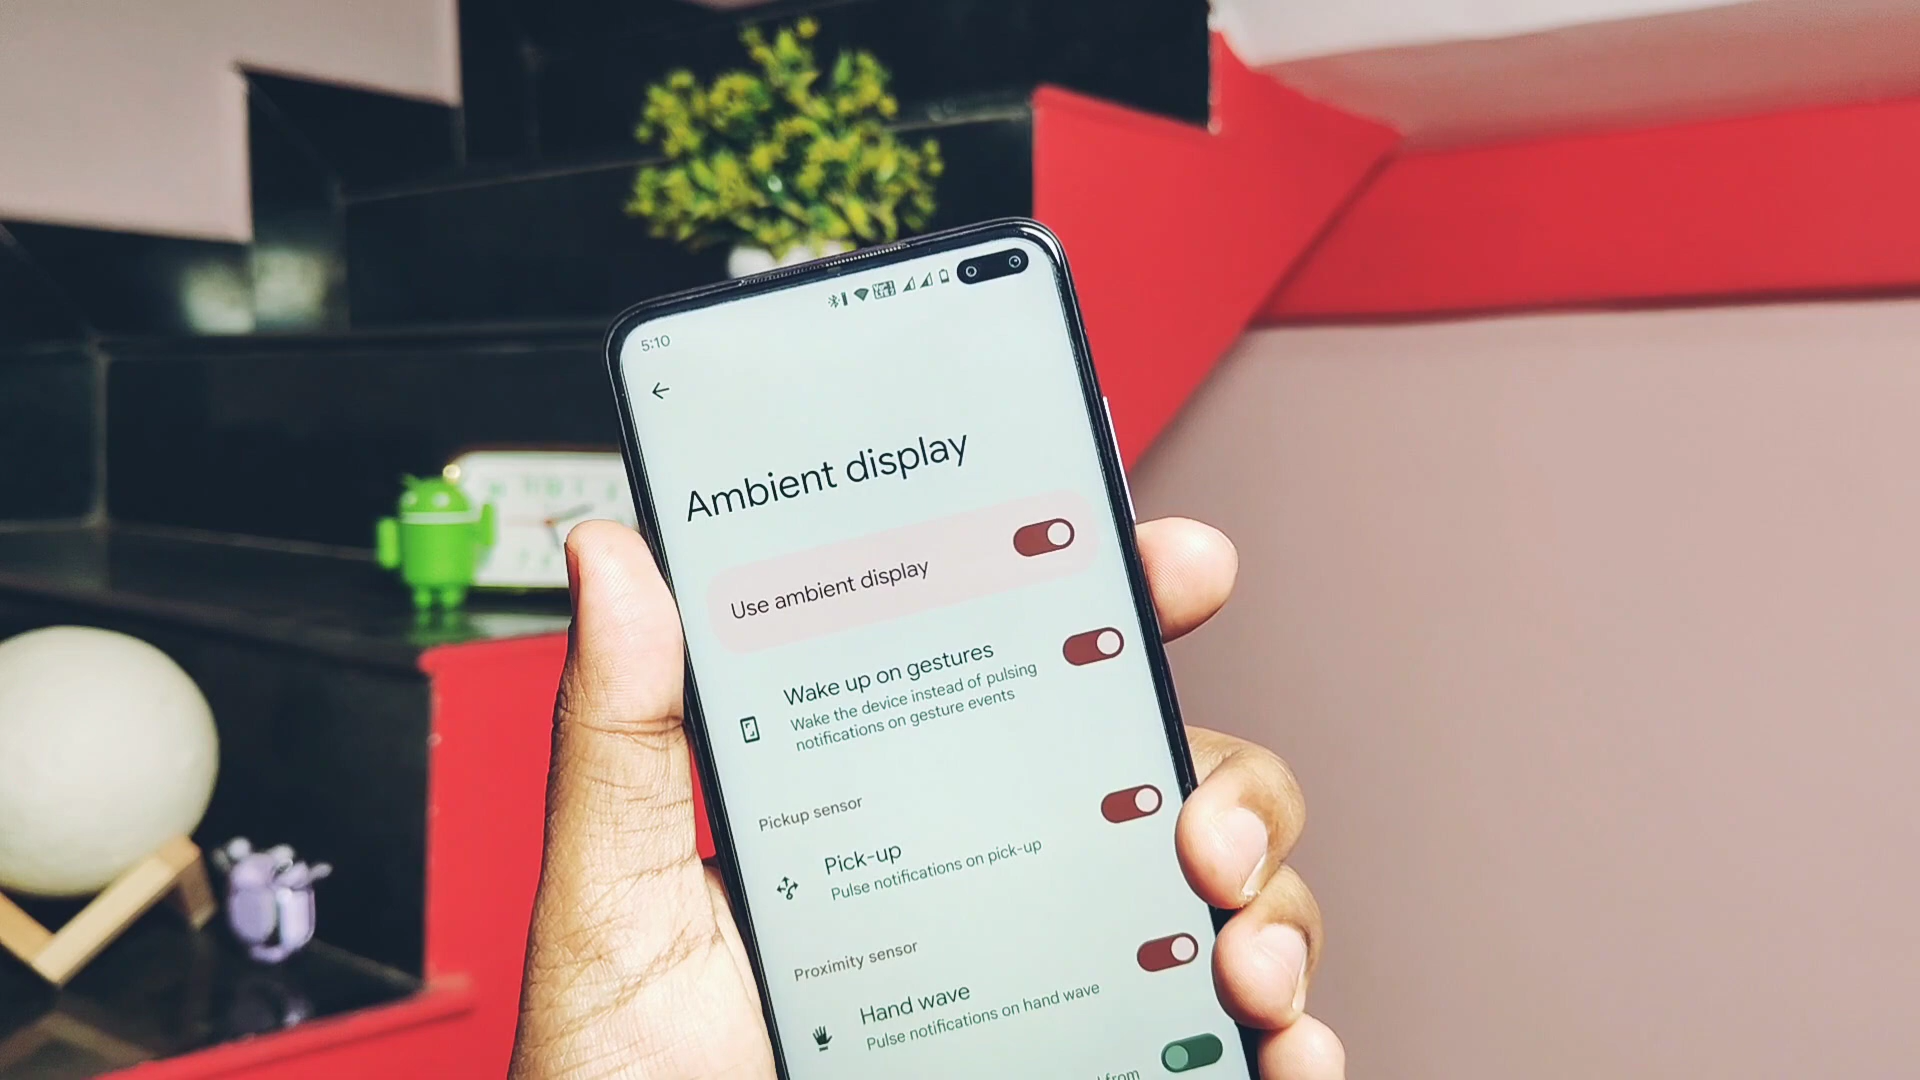 5:10
Ambient display
Use ambient display
Wake up on gestures
Wake the device instead of pulsing
notifications on gesture events
Pickup sensor
Pick-up
Pulse notifications on pick-up
Proximity sensor
Hand wave
Pulse notifications on hand wave
from